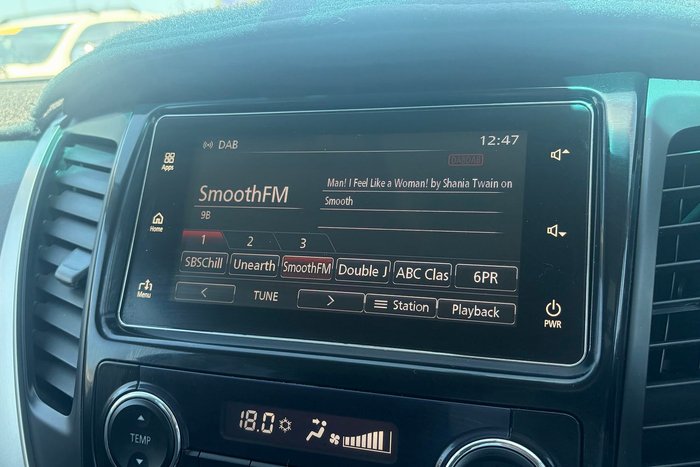 DAB
12:47
DABDAB
Apps
SmoothFM
9B
Man! I Feel Like a Woman! by Shania Twain on
Smooth
Home
1 2 3
SBSChill Unearth SmoothFM Double J ABC Clas 6PR
< TUNE > Station Playback
Menu
PWR
TEMP
18.0